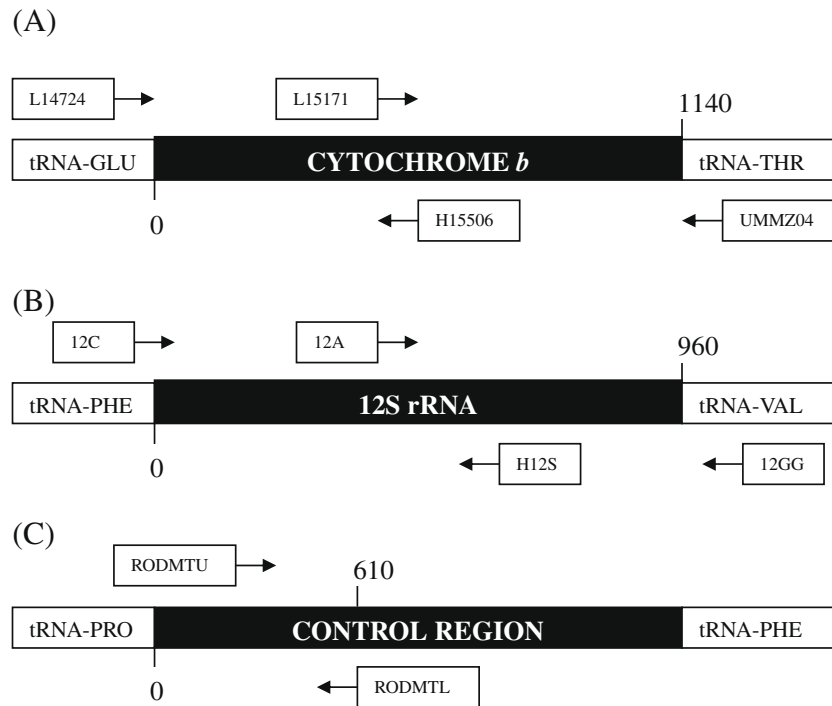 (A)
L14724 L15171
1140
tRNA-GLU CYTOCHROME b tRNA-THR
0 H15506 UMMZ04
(B)
12C 12A
960
tRNA-PHE 12S rRNA tRNA-VAL
0 H12S 12GG
(C)
RODMTU
610
tRNA-PRO CONTROL REGION tRNA-PHE
0 RODMTL